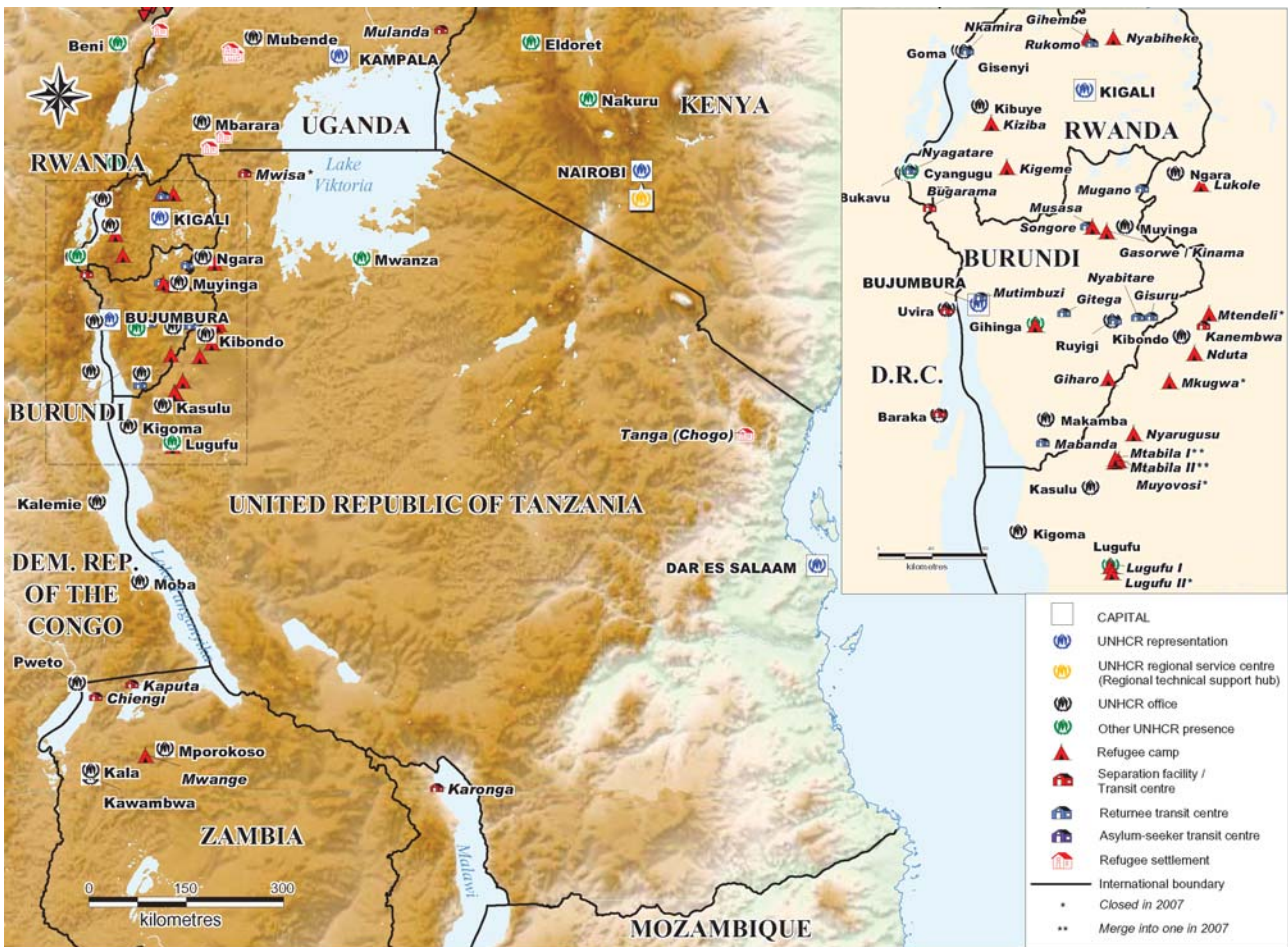 Beni
Mubende
Mulanda
KAMPALA
Eldoret
Nakuru
KENYA
Mbarara
UGANDA
RWANDA
Lake
Viktoria
Mwisa*
NAIROBI
KIGALI
Ngara
Mwanza
Muyinga
BUJUMBURA
Kibondo
BURUNDI
Kasulu
Kigoma
Lugufu
Tanga (Chogo)
Kalemie
UNITED REPUBLIC OF TANZANIA
DEM. REP.
OF THE
CONGO
Moba
Lake Tanganyika
DAR ES SALAAM
Pweto
Kaputa
Chiengi
Mporokoso
Kala
Mwange
Kawambwa
Karonga
ZAMBIA
Malawi
MOZAMBIQUE
0 150 300
kilometres
Nkamira
Gihembe
Rukomo
Nyabiheke
Goma
Gisenyi
KIGALI
Kibuye
Kiziba
RWANDA
Nyagatare
Cyangugu
Kigeme
Ngara
Lukole
Bukavu
Bugarama
Mugano
Musasa
Songore
Muyinga
Gasorwe / Kinama
BURUNDI
Nyabitare
BUJUMBURA
Mutimbuzi
Gitega
Gisuru
Uvira
Mtendeli*
Gihinga
Ruyigi
Kibondo
Kanembwa
Nduta
D.R.C.
Giharo
Mkugwa*
Baraka
Makamba
Mabanda
Nyarugusu
Mtabila I**
Mtabila II**
Kasulu
Muyovosi*
Kigoma
Lugufu
Lugufu I
Lugufu II*
kilometres
CAPITAL
UNHCR representation
UNHCR regional service centre
(Regional technical support hub)
UNHCR office
Other UNHCR presence
Refugee camp
Separation facility /
Transit centre
Returnee transit centre
Asylum-seeker transit centre
Refugee settlement
International boundary
* Closed in 2007
** Merge into one in 2007